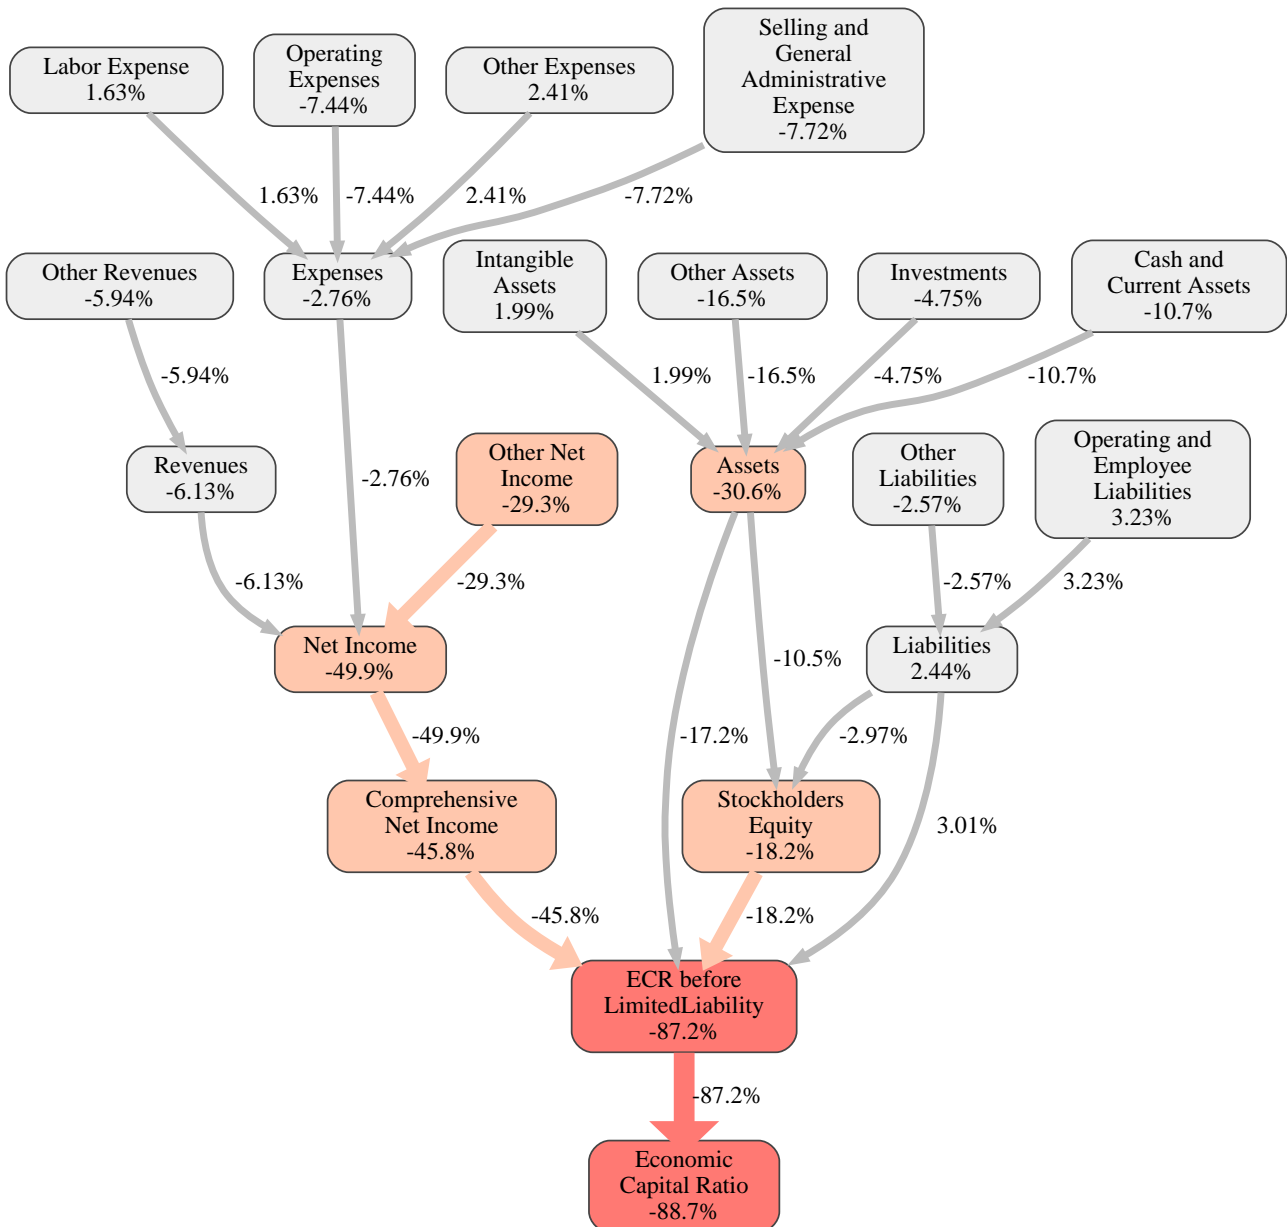 Labor Expense
1.63%
Operating
Expenses
-7.44%
Other Expenses
2.41%
Selling and
General
Administrative
Expense
-7.72%
1.63%
-7.44%
2.41%
-7.72%
Other Revenues
-5.94%
Expenses
-2.76%
Intangible
Assets
1.99%
Other Assets
-16.5%
Investments
-4.75%
Cash and
Current Assets
-10.7%
-5.94%
1.99%
-16.5%
-4.75%
-10.7%
Revenues
-6.13%
-2.76%
Other Net
Income
-29.3%
Assets
-30.6%
Other
Liabilities
-2.57%
Operating and
Employee
Liabilities
3.23%
-6.13%
-29.3%
-2.57%
3.23%
Net Income
-49.9%
-10.5%
Liabilities
2.44%
-49.9%
-17.2%
-2.97%
Comprehensive
Net Income
-45.8%
Stockholders
Equity
-18.2%
3.01%
-45.8%
-18.2%
ECR before
LimitedLiability
-87.2%
-87.2%
Economic
Capital Ratio
-88.7%